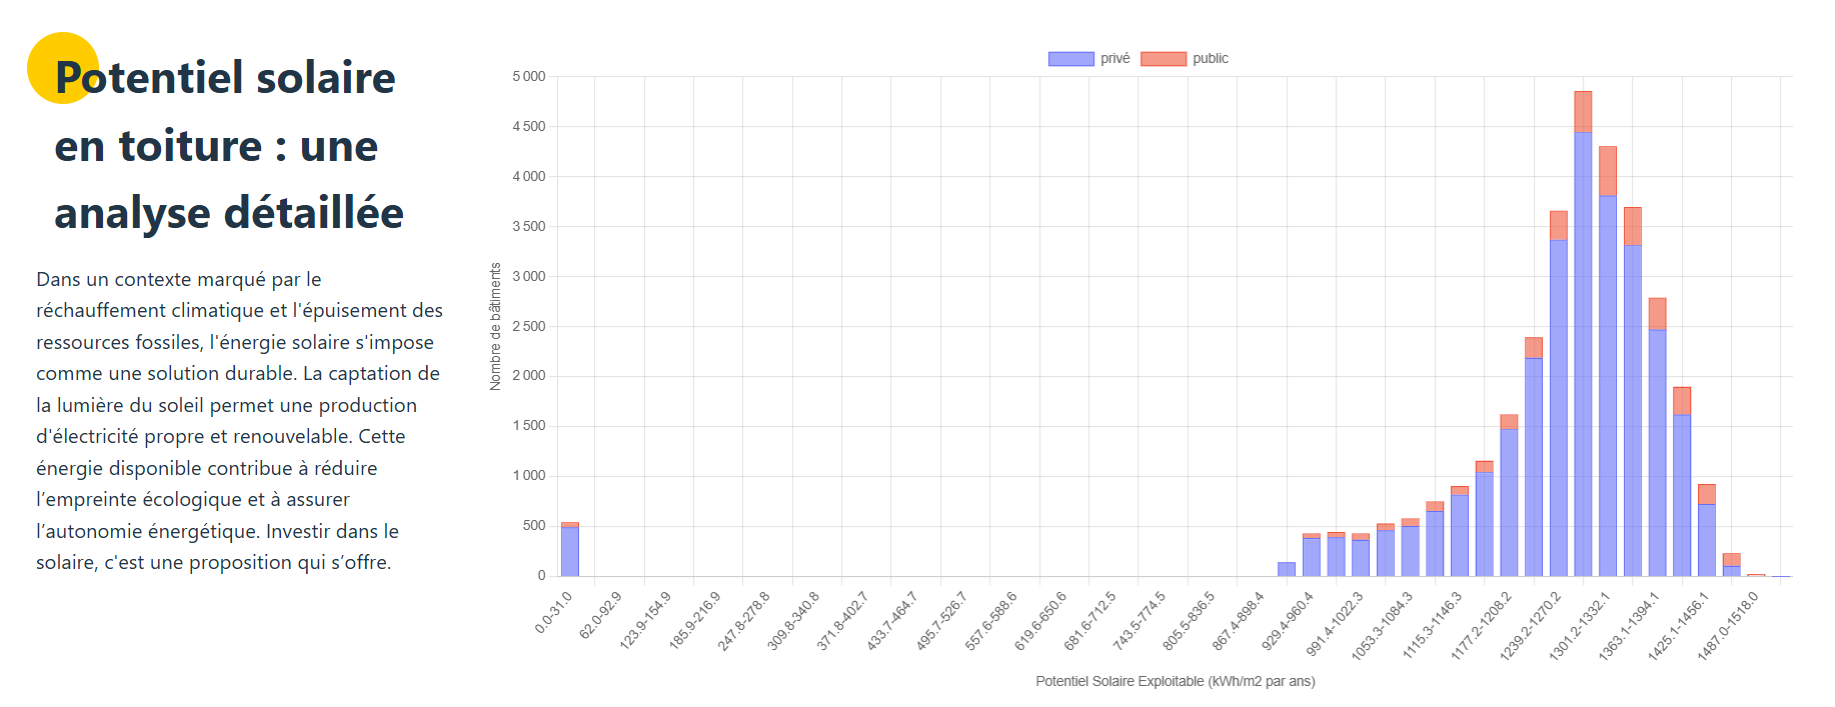 Potentiel solaire
en toiture : une
analyse détaillée
Dans un contexte marqué par le
réchauffement climatique et l'épuisement des
ressources fossiles, l'énergie solaire s'impose
comme une solution durable. La captation de
la lumière du soleil permet une production
d'électricité propre et renouvelable. Cette
énergie disponible contribue à réduire
l’empreinte écologique et à assurer
l’autonomie énergétique. Investir dans le
solaire, c'est une proposition qui s’offre.
privé
public
Nombre de bâtiments
5 000
4 500
4 000
3 500
3 000
2 500
2 000
1 500
1 000
500
0
0.0-31.0
62.0-92.9
123.9-154.9
185.9-216.9
247.8-278.8
309.8-340.8
371.8-402.7
433.7-464.7
495.7-526.7
557.6-588.6
619.6-650.6
681.6-712.5
743.5-774.5
805.5-836.5
867.4-898.4
929.4-960.4
991.4-1022.3
1053.3-1084.3
1115.3-1146.3
1177.2-1208.2
1239.2-1270.2
1301.2-1332.1
1363.1-1394.1
1425.1-1456.1
1487.0-1518.0
Potentiel Solaire Exploitable (kWh/m2 par ans)